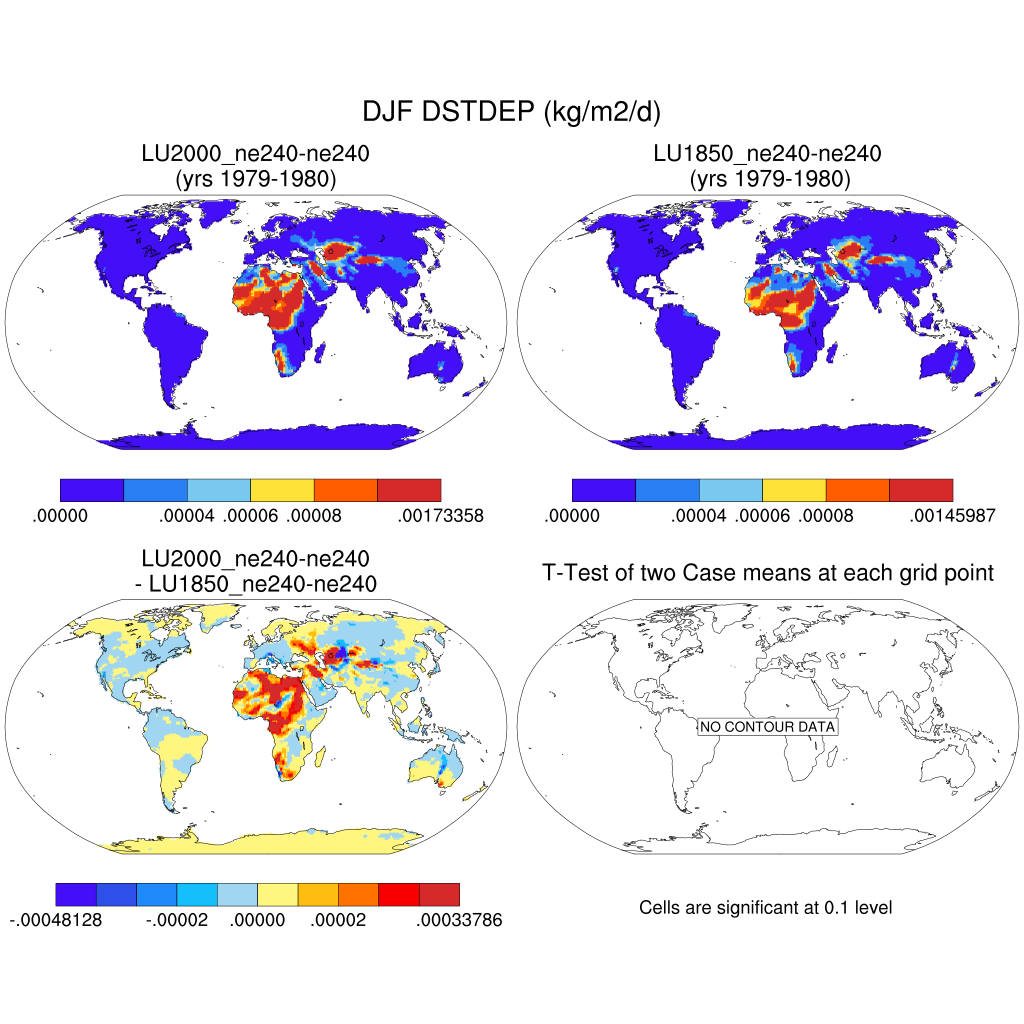 DJF DSTDEP (kg/m2/d)
LU2000_ne240-ne240
(yrs 1979-1980)
LU1850_ne240-ne240
(yrs 1979-1980)
.00000 .00004 .00006 .00008 .00173358
.00000 .00004 .00006 .00008 .00145987
LU2000_ne240-ne240
- LU1850_ne240-ne240
T-Test of two Case means at each grid point
NO CONTOUR DATA
-.00048128 -.00002 .00000 .00002 .00033786
Cells are significant at 0.1 level